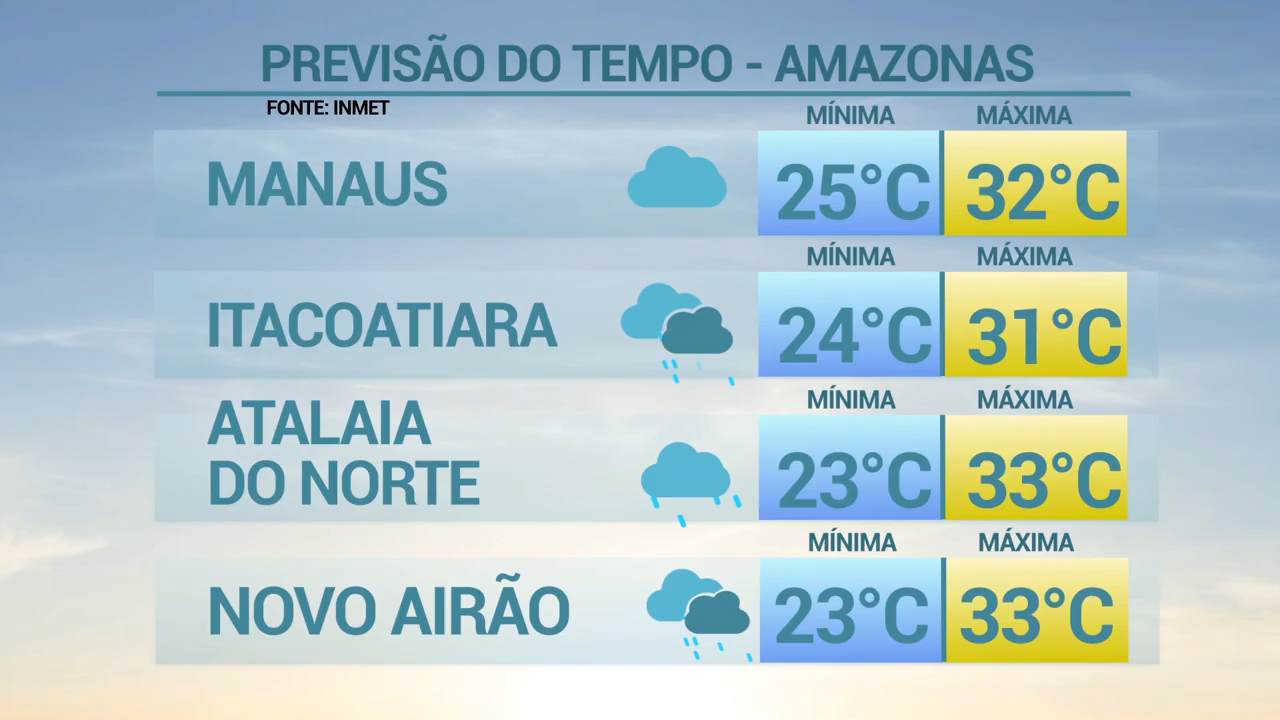 PREVISÃO DO TEMPO - AMAZONAS
FONTE: INMET
MÍNIMA MÁXIMA
MANAUS 25°C 32°C
MÍNIMA MÁXIMA
ITACOATIARA 24°C 31°C
MÍNIMA MÁXIMA
ATALAIA
DO NORTE 23°C 33°C
MÍNIMA MÁXIMA
NOVO AIRÃO 23°C 33°C